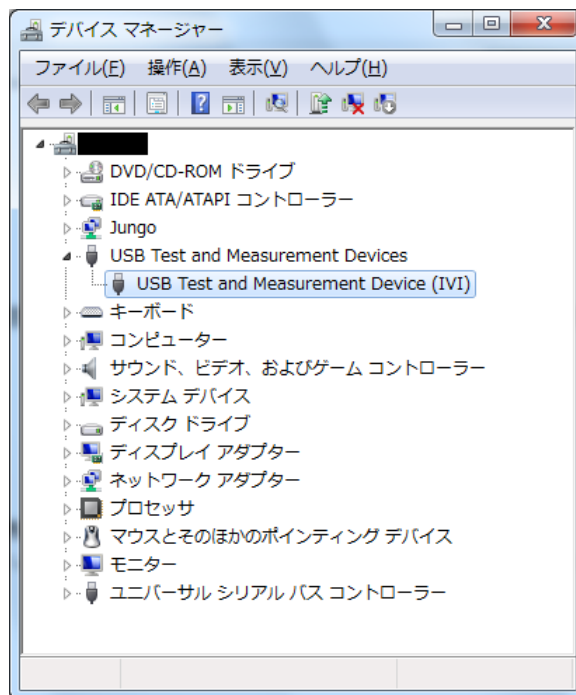 デバイス マネージャー
ファイル(F) 操作(A) 表示(V) ヘルプ(H)
DVD/CD-ROM ドライブ
IDE ATA/ATAPI コントローラー
Jungo
USB Test and Measurement Devices
USB Test and Measurement Device (IVI)
キーボード
コンピューター
サウンド、ビデオ、およびゲーム コントローラー
システム デバイス
ディスク ドライブ
ディスプレイ アダプター
ネットワーク アダプター
プロセッサ
マウスとそのほかのポインティング デバイス
モニター
ユニバーサル シリアル バス コントローラー